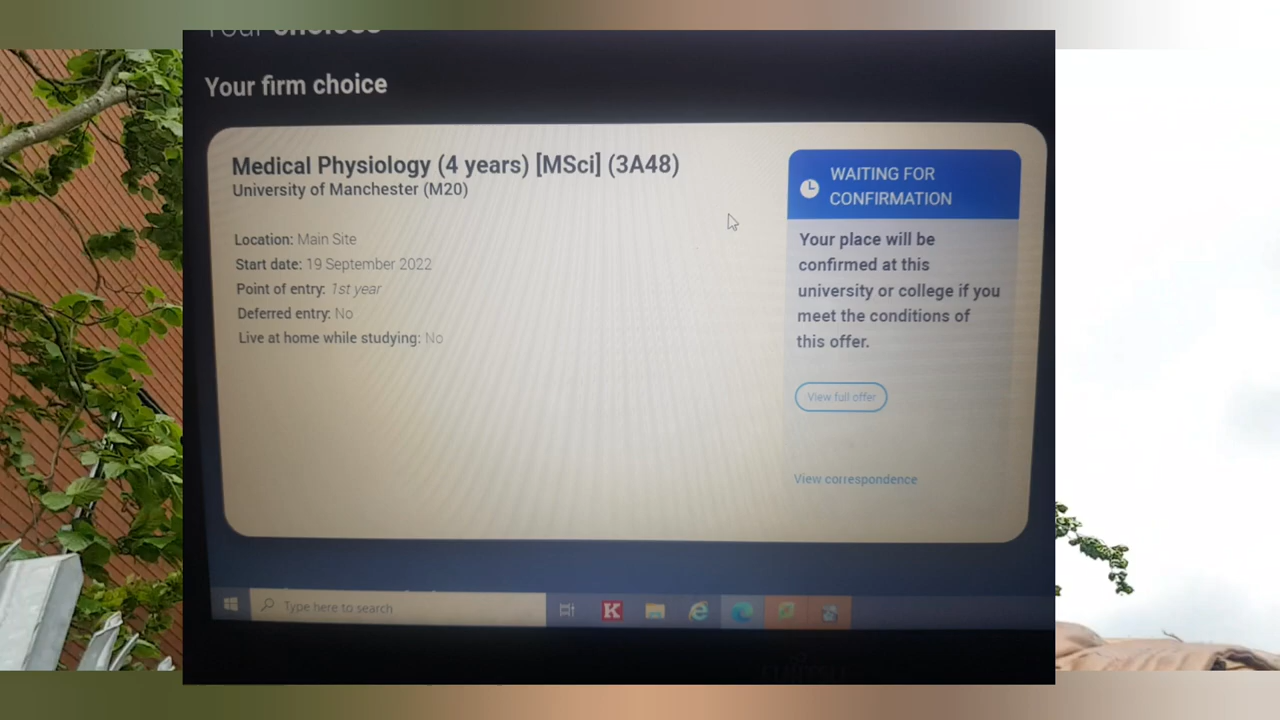 Your choices
Your firm choice
Medical Physiology (4 years) [MSci] (3A48)
University of Manchester (M20)
Location: Main Site
Start date: 19 September 2022
Point of entry: 1st year
Deferred entry: No
Live at home while studying: No
WAITING FOR
CONFIRMATION
Your place will be
confirmed at this
university or college if you
meet the conditions of
this offer.
View full offer
View correspondence
Type here to search
K